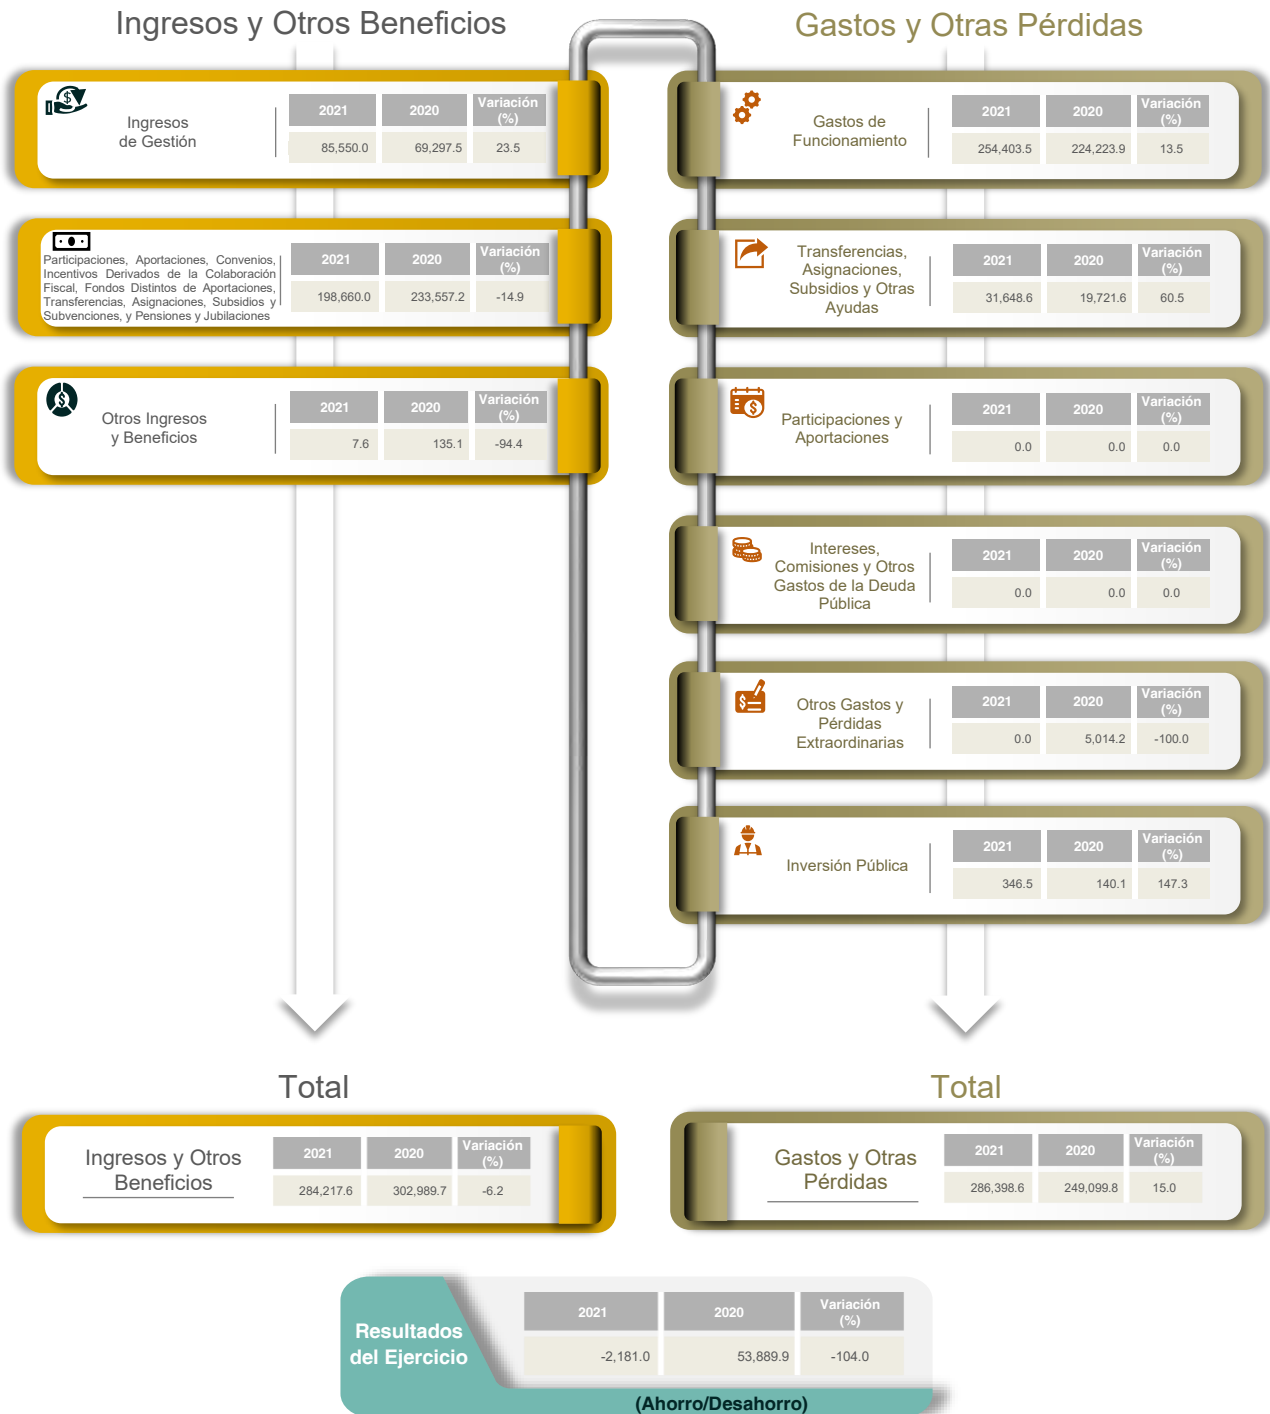 Ingresos y Otros Beneficios
Ingresos
de Gestión
2021 2020 Variación
(%)
85,550.0 69,297.5 23.5
Participaciones, Aportaciones, Convenios,
Incentivos Derivados de la Colaboración
Fiscal, Fondos Distintos de Aportaciones,
Transferencias, Asignaciones, Subsidios y
Subvenciones, y Pensiones y Jubilaciones
2021 2020 Variación
(%)
198,660.0 233,557.2 -14.9
Otros Ingresos
y Beneficios
2021 2020 Variación
(%)
7.6 135.1 -94.4
Gastos y Otras Pérdidas
Gastos de
Funcionamiento
2021 2020 Variación
(%)
254,403.5 224,223.9 13.5
Transferencias,
Asignaciones,
Subsidios y Otras
Ayudas
2021 2020 Variación
(%)
31,648.6 19,721.6 60.5
Participaciones y
Aportaciones
2021 2020 Variación
(%)
0.0 0.0 0.0
Intereses,
Comisiones y Otros
Gastos de la Deuda
Pública
2021 2020 Variación
(%)
0.0 0.0 0.0
Otros Gastos y
Pérdidas
Extraordinarias
2021 2020 Variación
(%)
0.0 5,014.2 -100.0
Inversión Pública
2021 2020 Variación
(%)
346.5 140.1 147.3
Total
Ingresos y Otros
Beneficios
2021 2020 Variación
(%)
284,217.6 302,989.7 -6.2
Total
Gastos y Otras
Pérdidas
2021 2020 Variación
(%)
286,398.6 249,099.8 15.0
Resultados
del Ejercicio
2021 2020 Variación
(%)
-2,181.0 53,889.9 -104.0
(Ahorro/Desahorro)